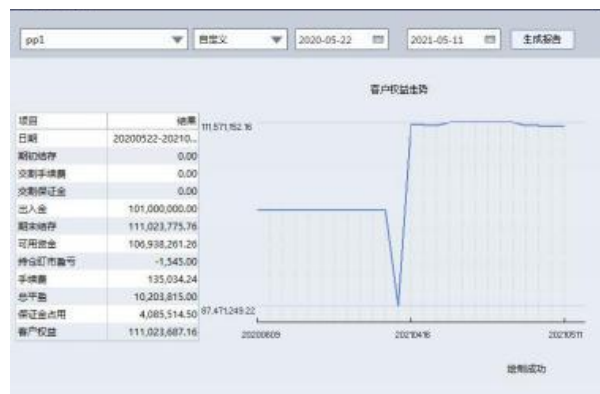 pp1 自定义 2020-05-22 2021-05-11 生成报告
客户权益走势
项目 结果
日期 20200522-20210...
期初结存 0.00
交割手续费 0.00
交割保证金 0.00
出入金 101,000,000.00
期末结存 111,023,775.76
可用资金 106,938,261.26
持仓盯市盈亏 -1,545.00
手续费 135,034.24
总平盈 10,203,815.00
保证金占用 4,085,514.50
客户权益 111,023,687.16
111,571,152.16
97,471,249.22
20200609 20210416 20210511
绘制成功